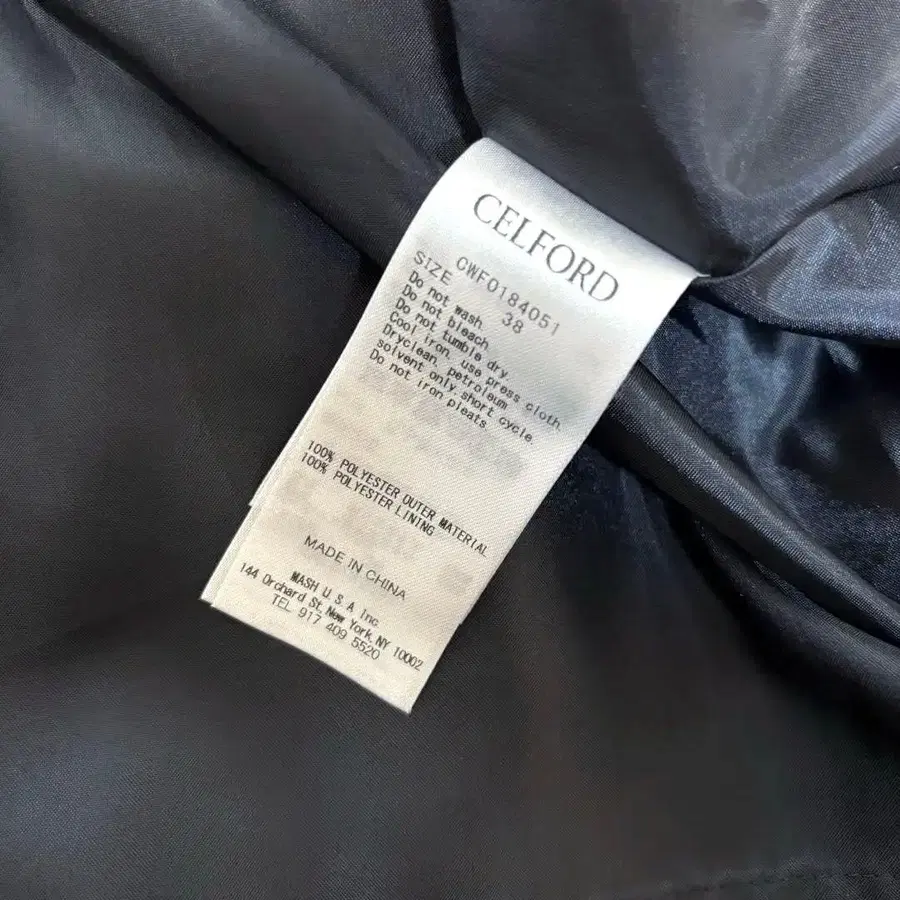 CELFORD
CWF0184051
SIZE 38
Do not wash
Do not bleach
Do not tumble dry.
Cool iron. use press cloth
Dryclean, petroleum
solvent only.short cycle
Do not iron pleats
100% POLYESTER OUTER MATERIAL
100% POLYESTER LINING
MADE IN CHINA
MASH U.S.A Inc.
144 Orchard St. New York, NY 10002
TEL 917 409 5520